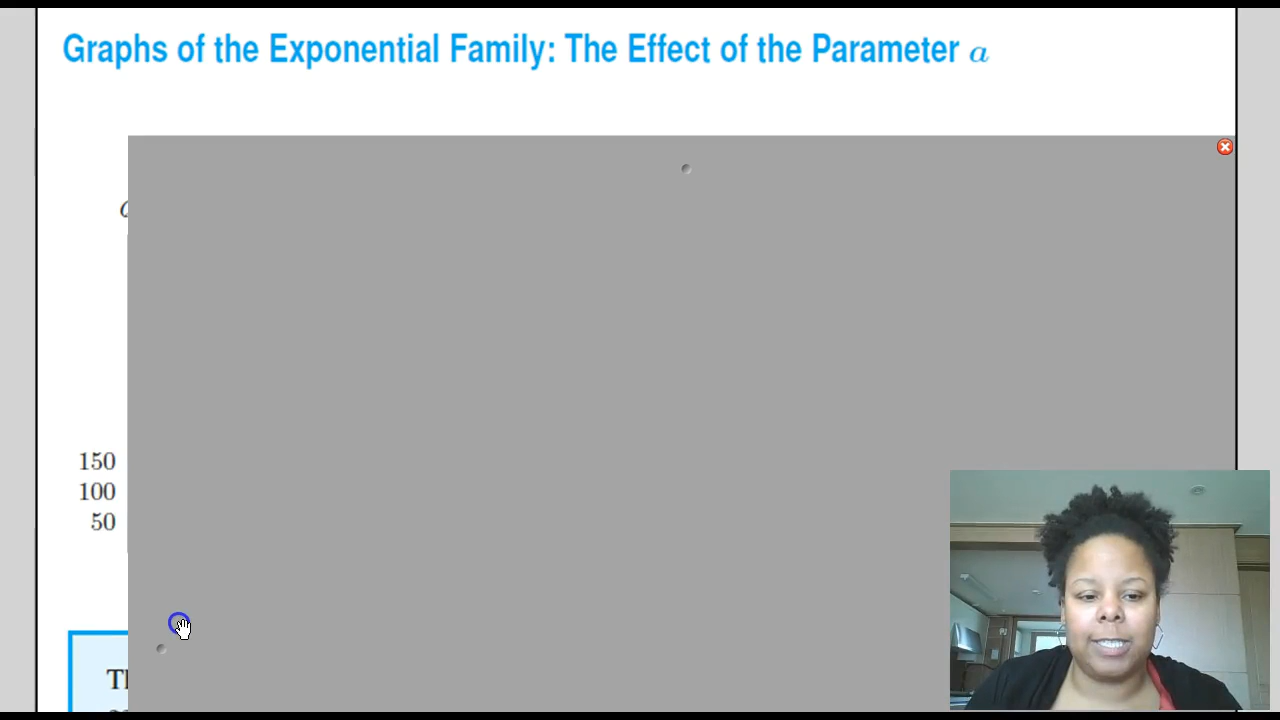 Graphs of the Exponential Family: The Effect of the Parameter a
150
100
50